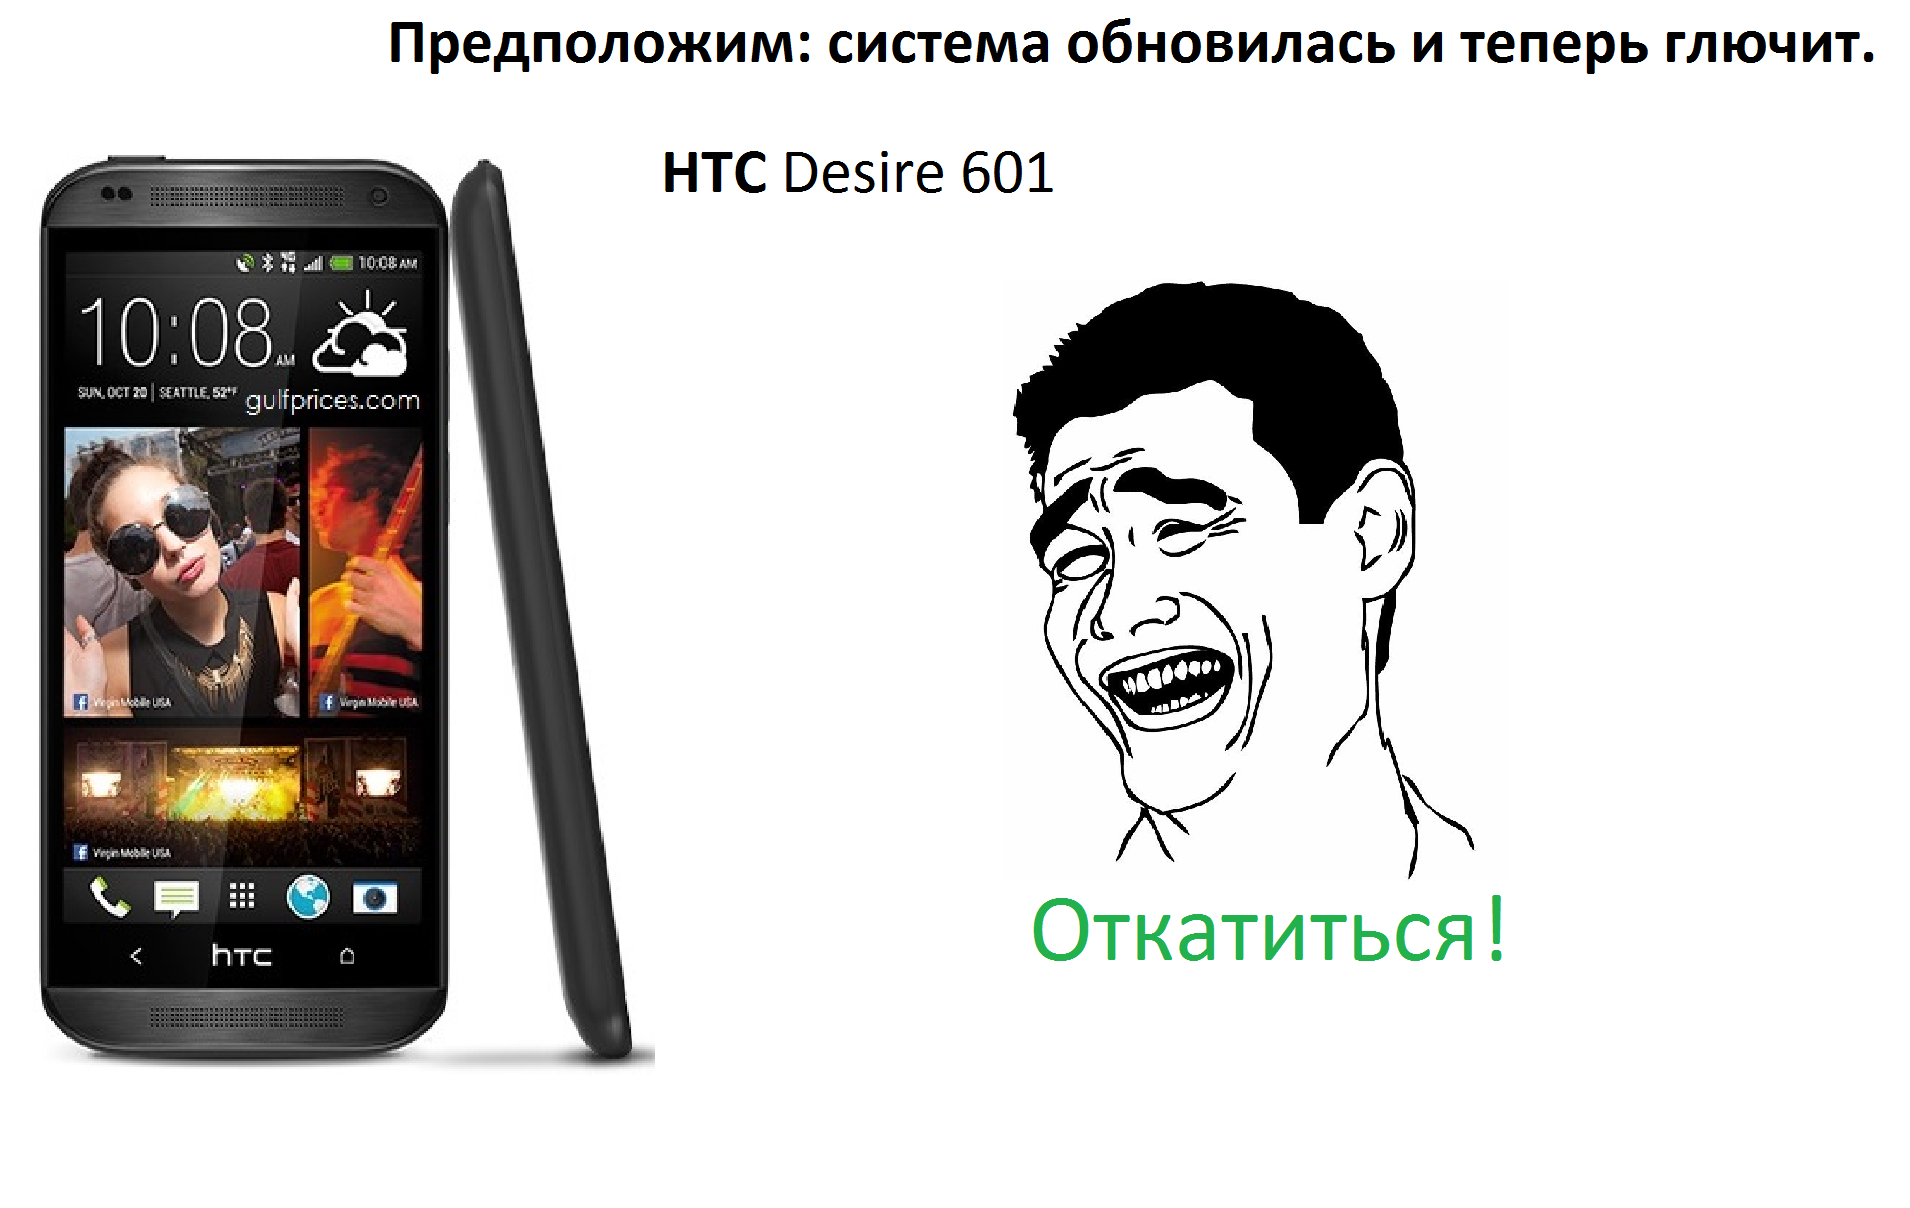 Предположим: система обновилась и теперь глючит.
HTC Desire 601
10:08 AM
10:08 AM
SUN, OCT 20 | SEATTLE, 52°F
gulfprices.com
Virgin Mobile USA
Virgin Mobile USA
Virgin Mobile USA
hTC
Откатиться!